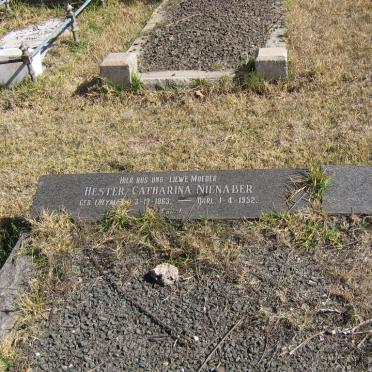 HIER RUS ONS LIEWE MOEDER
HESTER CATHARINA NIENABER
GEB. 3-12-1863 — OORL. 1-4-1952.